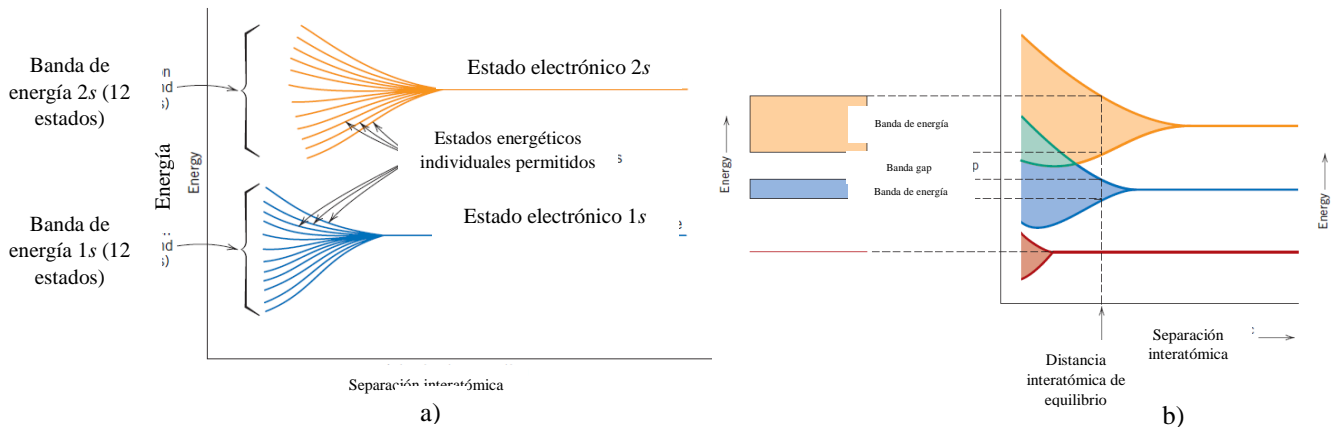 Banda de
energía 2s (12
estados)
Banda de
energía 1s (12
estados)
Energía
Energy
Estado electrónico 2s
Estados energéticos
individuales permitidos
Estado electrónico 1s
Separación interatómica
a)
Energy
Banda de energía
Banda gap
Banda de energía
Energy
Separación
interatómica
Distancia
interatómica de
equilibrio
b)